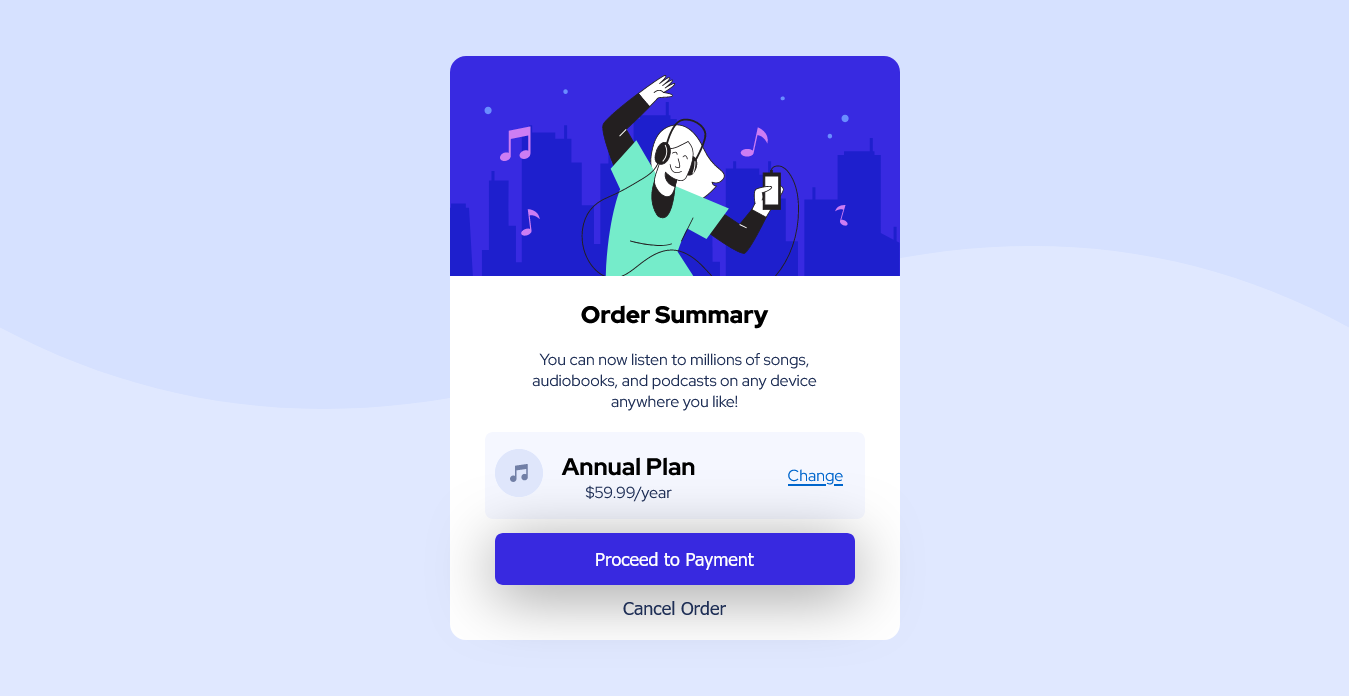 Order Summary
You can now listen to millions of songs,
audiobooks, and podcasts on any device
anywhere you like!
Annual Plan
$59.99/year
Change
Proceed to Payment
Cancel Order